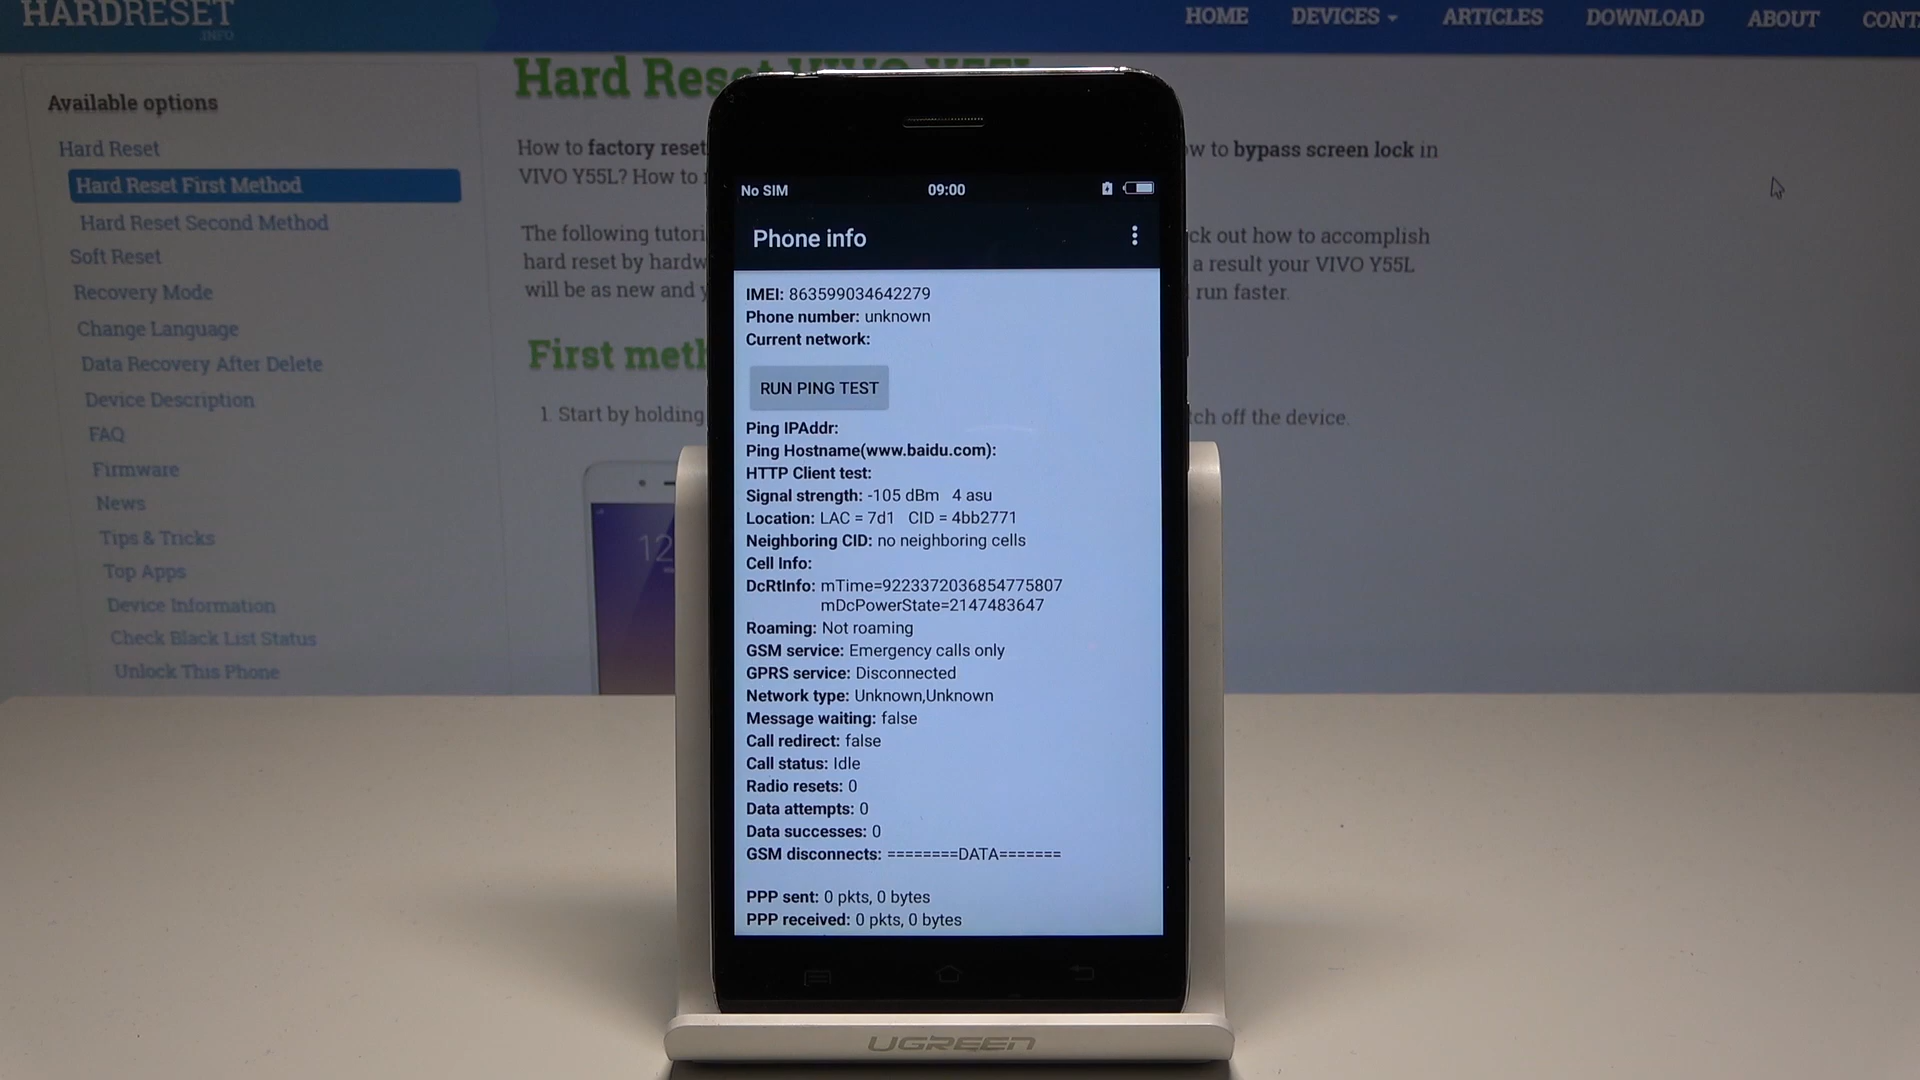 HARDRESET
.INFO
HOME DEVICES ARTICLES DOWNLOAD ABOUT
Available options
Hard Reset
Hard Reset First Method
Hard Reset Second Method
Soft Reset
Recovery Mode
Change Language
Data Recovery After Delete
Device Description
FAQ
Firmware
News
Tips & Tricks
Top Apps
Device Information
Check Black List Status
Unlock This Phone
Hard Reset VIVO Y55L
How to factory reset
w to bypass screen lock in
VIVO Y55L? How to
The following
ck out how to accomplish
hard reset by
a result your VIVO Y55L
will be as new and
run faster.
First
1. Start by holding
tch off the device.
12
No SIM 09:00
Phone info
IMEI: 863599034642279
Phone number: unknown
Current network:
RUN PING TEST
Ping IPAddr:
Ping Hostname(www.baidu.com):
HTTP Client test:
Signal strength: -105 dBm 4 asu
Location: LAC = 7d1 CID = 4bb2771
Neighboring CID: no neighboring cells
Cell Info:
DcRtInfo: mTime=9223372036854775807
mDcPowerState=2147483647
Roaming: Not roaming
GSM service: Emergency calls only
GPRS service: Disconnected
Network type: Unknown,Unknown
Message waiting: false
Call redirect: false
Call status: Idle
Radio resets: 0
Data attempts: 0
Data successes: 0
GSM disconnects: ========DATA=======
PPP sent: 0 pkts, 0 bytes
PPP received: 0 pkts, 0 bytes
UGREEN